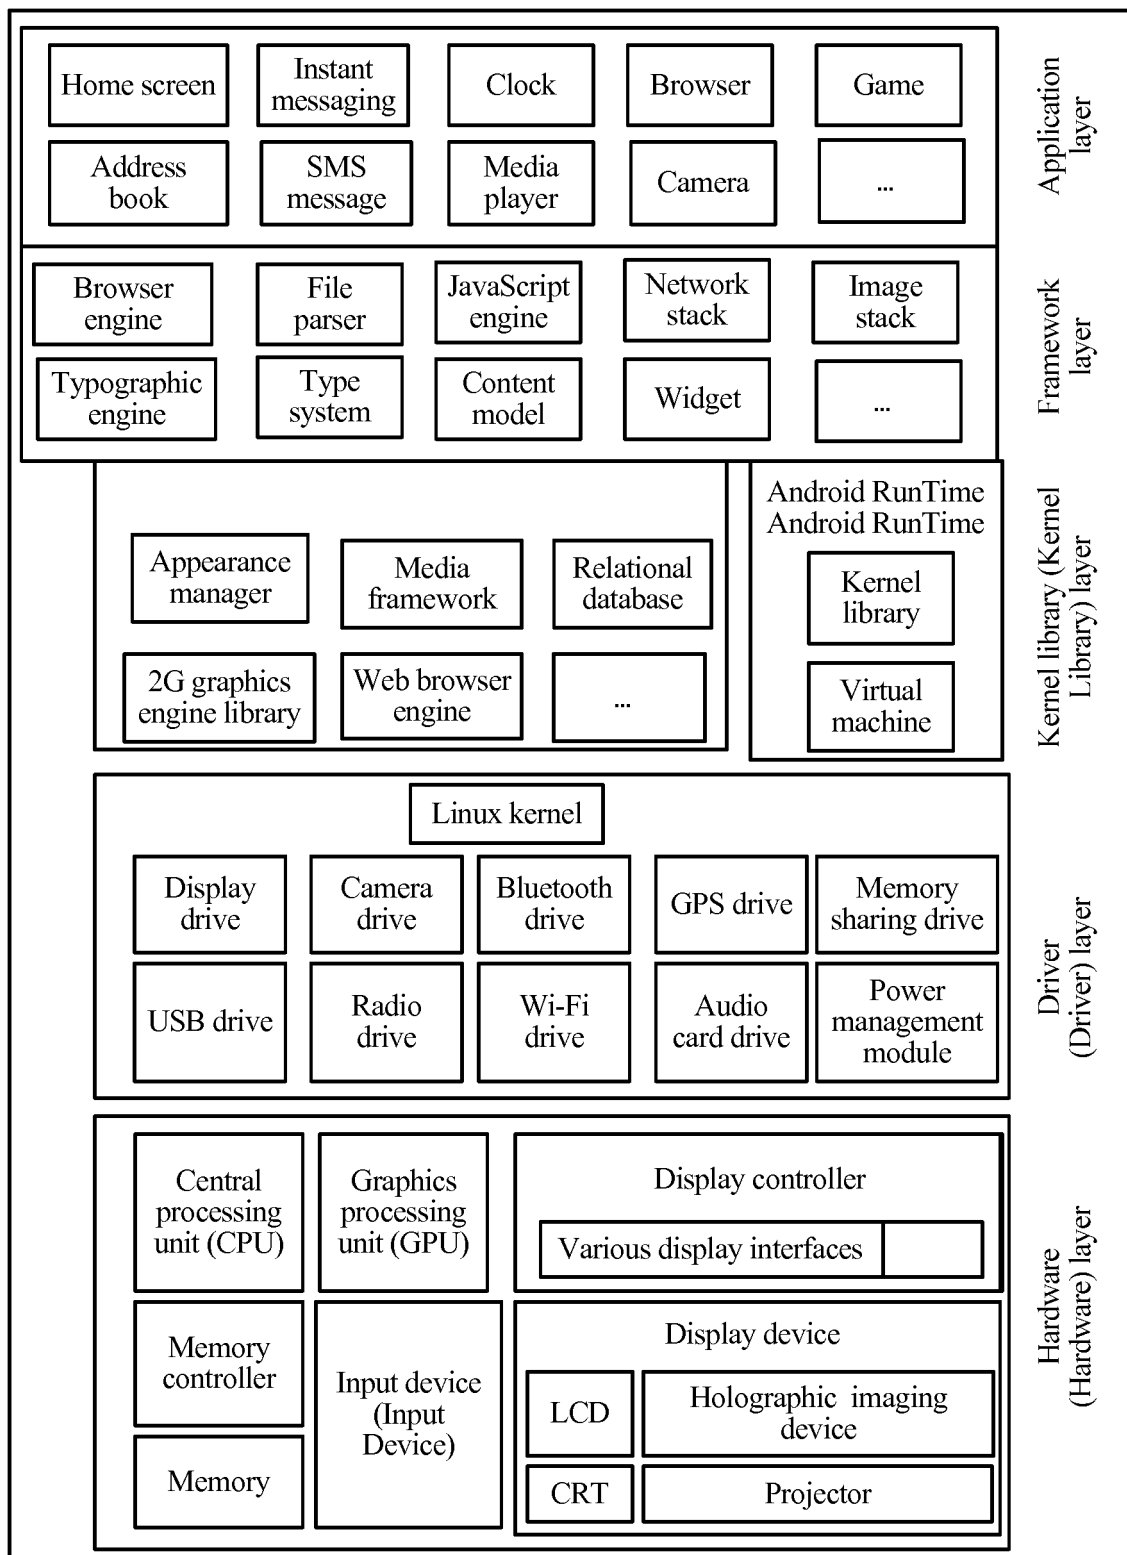 Home screen
Instant
messaging
Clock
Browser
Game
Address
book
SMS
message
Media
player
Camera
...
Application
layer
Browser
engine
File
parser
JavaScript
engine
Network
stack
Image
stack
Typographic
engine
Type
system
Content
model
Widget
...
Framework
layer
Appearance
manager
Media
framework
Relational
database
2G graphics
engine library
Web browser
engine
...
Android RunTime
Android RunTime
Kernel
library
Virtual
machine
Kernel library (Kernel
Library) layer
Linux kernel
Display
drive
Camera
drive
Bluetooth
drive
GPS drive
Memory
sharing drive
USB drive
Radio
drive
Wi-Fi
drive
Audio
card drive
Power
management
module
Driver
(Driver) layer
Central
processing
unit (CPU)
Graphics
processing
unit (GPU)
Display controller
Various display interfaces
Memory
controller
Memory
Input device
(Input
Device)
Display device
LCD
Holographic imaging
device
CRT
Projector
Hardware
(Hardware) layer